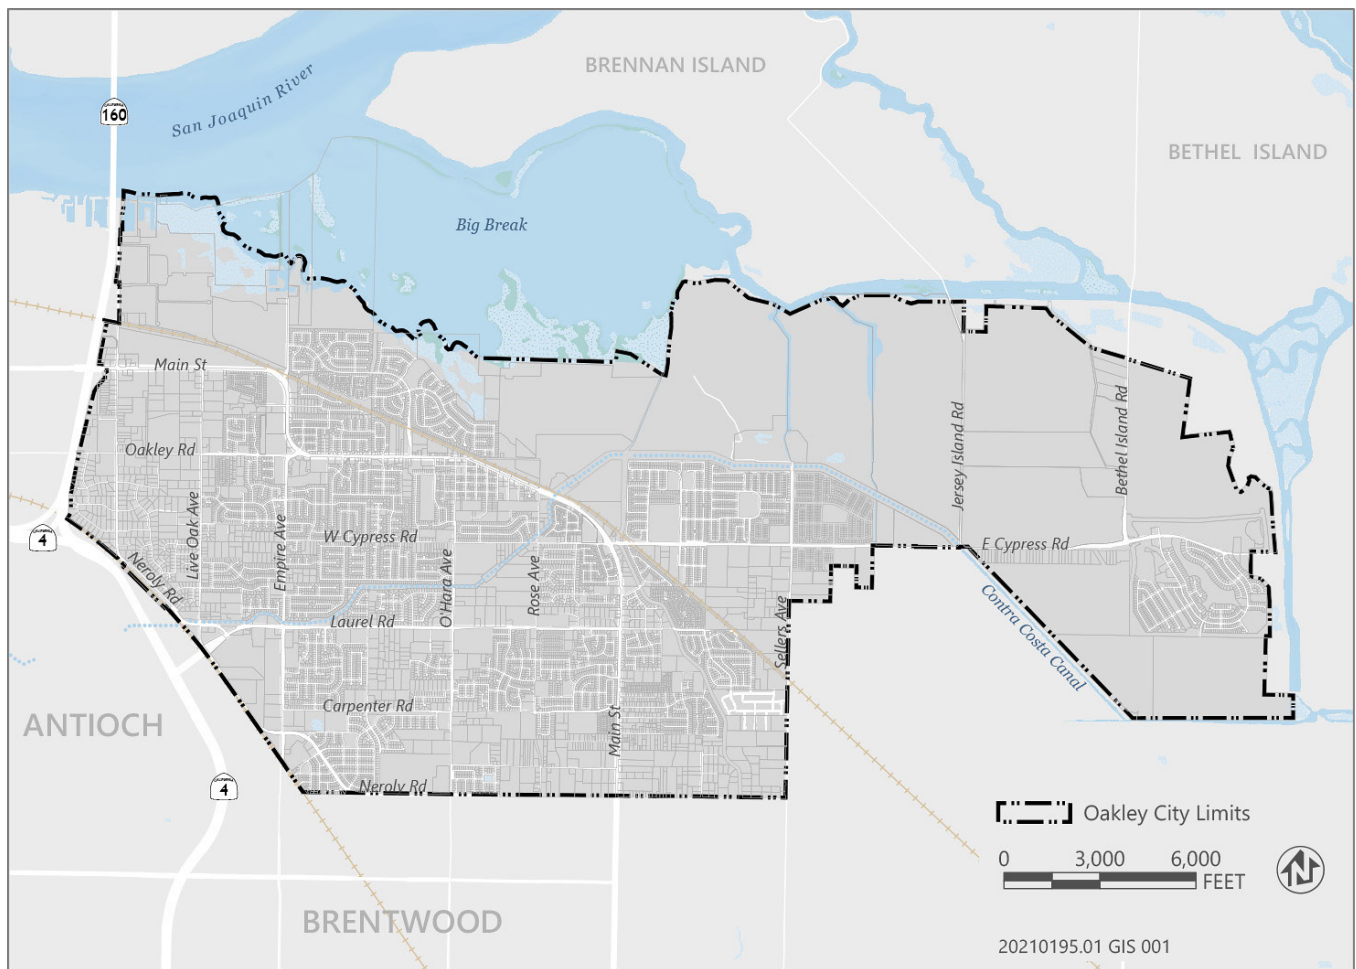 BRENNAN ISLAND
CALIFORNIA
160
San Joaquin River
BETHEL ISLAND
Big Break
Main St
Oakley Rd
Jersey Island Rd
Bethel Island Rd
Live Oak Ave
Empire Ave
W Cypress Rd
E Cypress Rd
CALIFORNIA
4
Neroly Rd
O'Hara Ave
Rose Ave
Laurel Rd
Sellers Ave
Contra Costa Canal
ANTIOCH
Carpenter Rd
Main St
CALIFORNIA
4
Neroly Rd
Oakley City Limits
0 3,000 6,000
FEET
N
BRENTWOOD
20210195.01 GIS 001